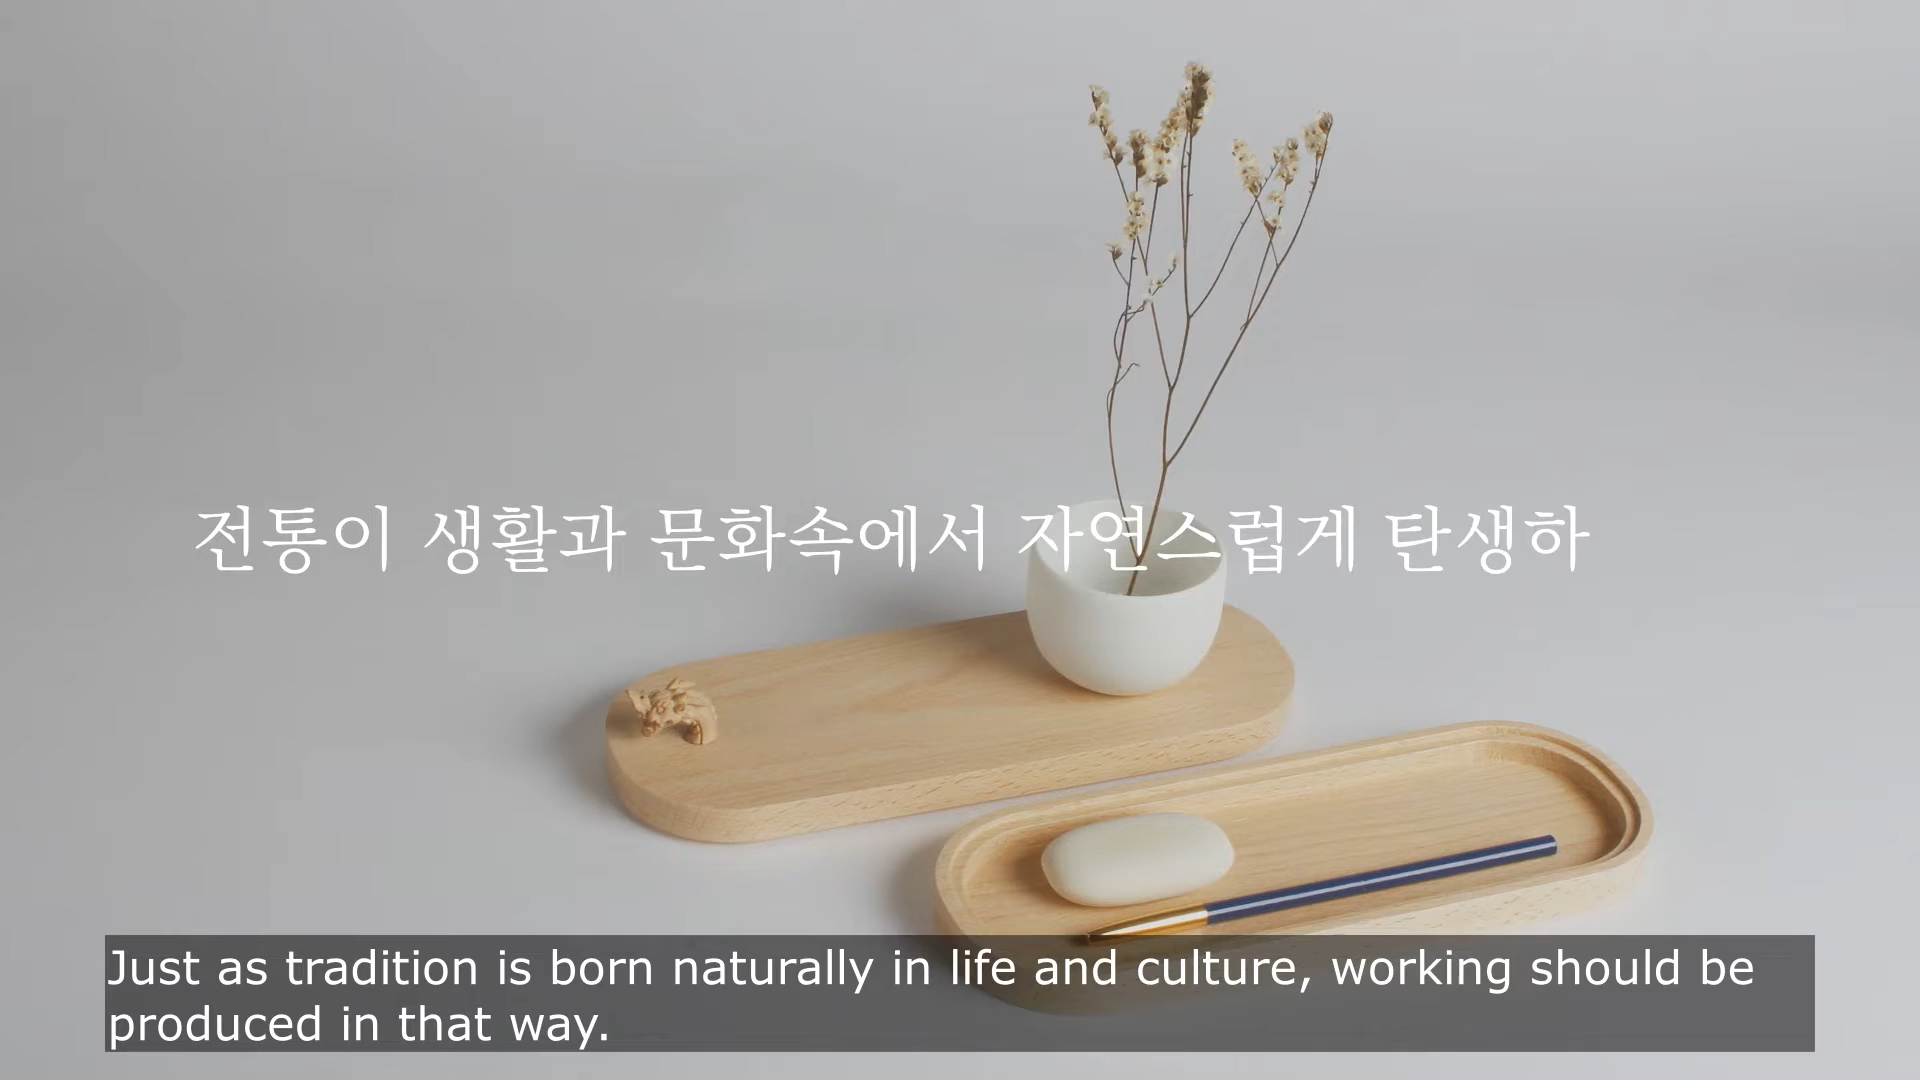 전통이 생활과 문화속에서 자연스럽게 탄생하
Just as tradition is born naturally in life and culture, working should be
produced in that way.